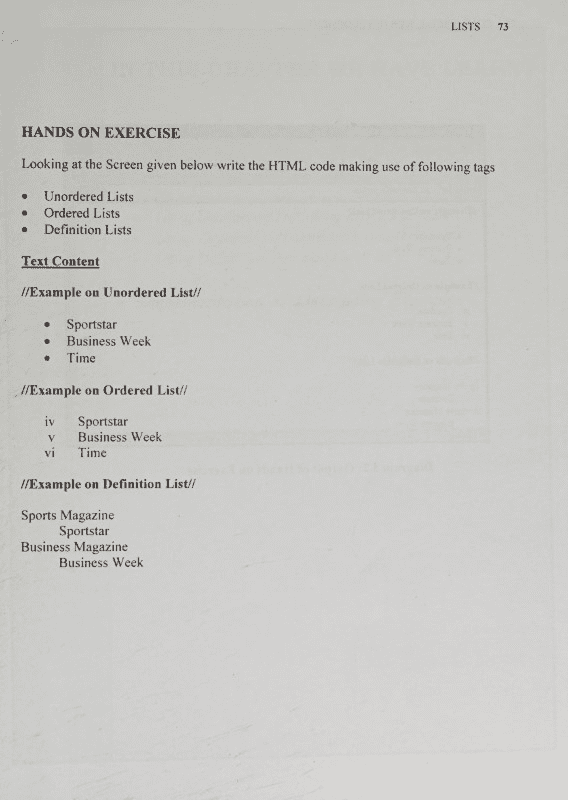 LISTS 73
HANDS ON EXERCISE
Looking at the Screen given below write the HTML code making use of following tags
• Unordered Lists
• Ordered Lists
• Definition Lists
Text Content
//Example on Unordered List//
• Sportstar
• Business Week
• Time
//Example on Ordered List//
iv Sportstar
v Business Week
vi Time
//Example on Definition List//
Sports Magazine
Sportstar
Business Magazine
Business Week